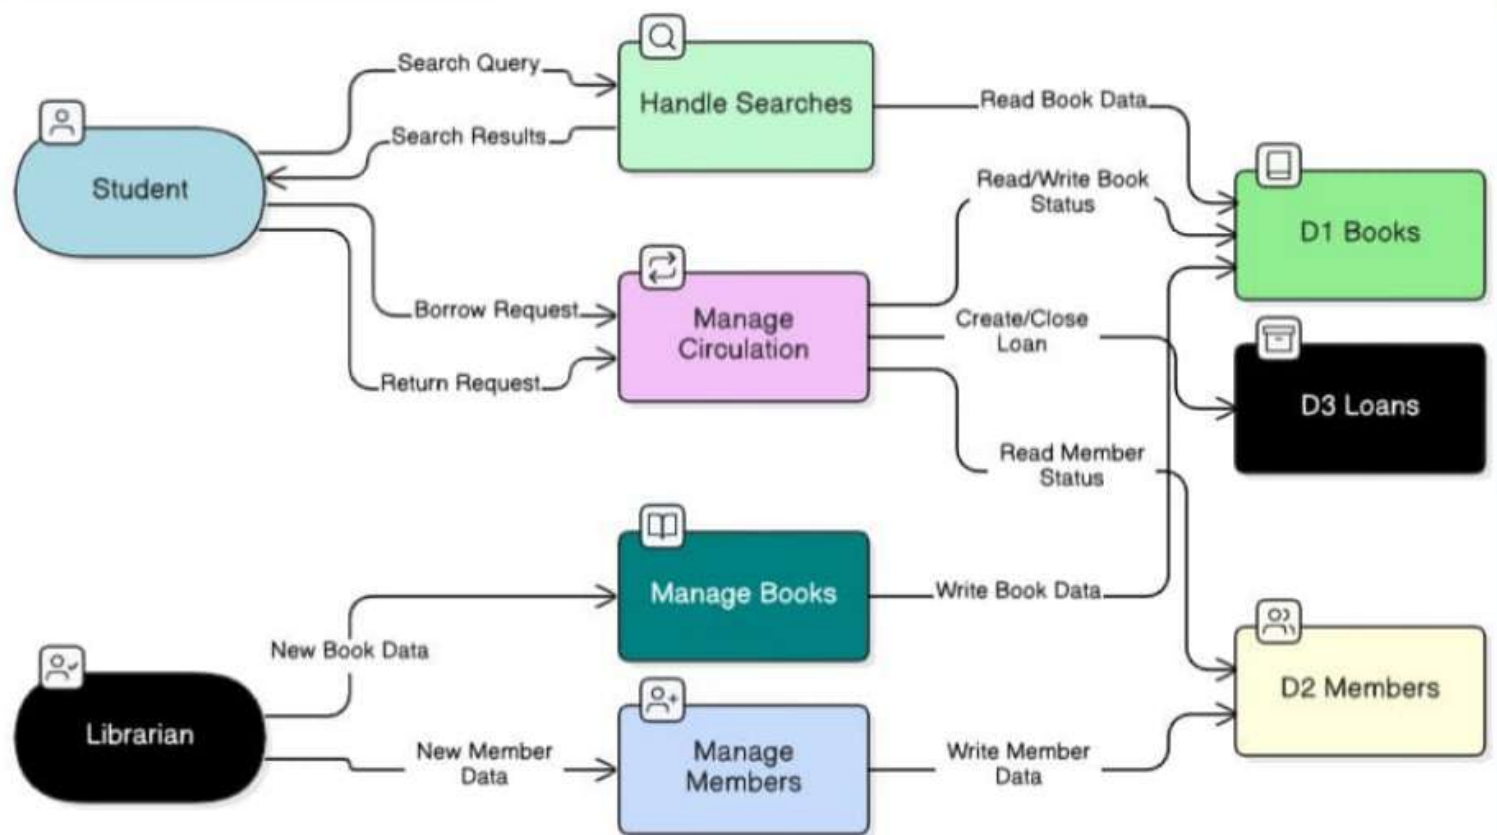 Search Query
Handle Searches
Read Book Data
Search Results
Student
Read/Write Book
Status
D1 Books
Borrow Request
Manage
Circulation
Create/Close
Loan
Return Request
D3 Loans
Read Member
Status
Manage Books
Write Book Data
New Book Data
D2 Members
Librarian
New Member
Data
Manage
Members
Write Member
Data